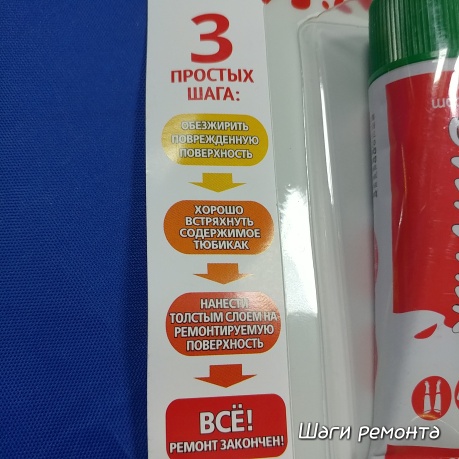 3
ПРОСТЫХ
ШАГА:
ОБЕЗЖИРИТЬ
ПОВРЕЖДЕННУЮ
ПОВЕРХНОСТЬ
ХОРОШО
ВСТРЯХНУТЬ
СОДЕРЖИМОЕ
ТЮБИКАК
НАНЕСТИ
ТОЛСТЫМ СЛОЕМ НА
РЕМОНТИРУЕМУЮ
ПОВЕРХНОСТЬ
ВСЁ!
РЕМОНТ ЗАКОНЧЕН!
Шаги ремонта